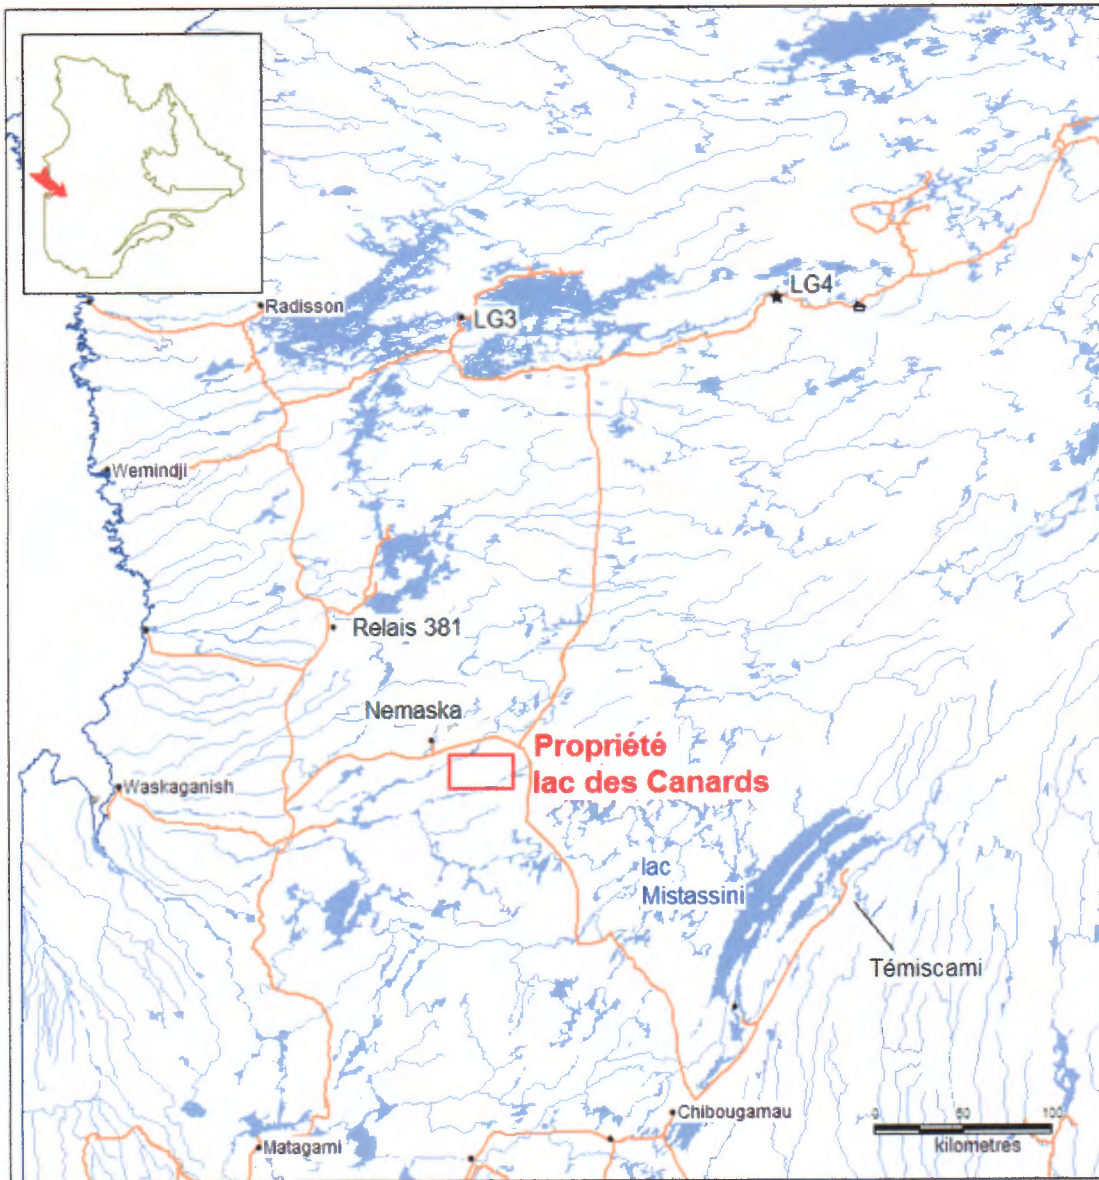 Radisson
LG3
LG4
Wemindji
Relais 381
Nemaska
Propriété
lac des Canards
Waskaganish
lac
Mistassini
Témiscami
Chibougamau
Matagami
0 50 100
kilometres